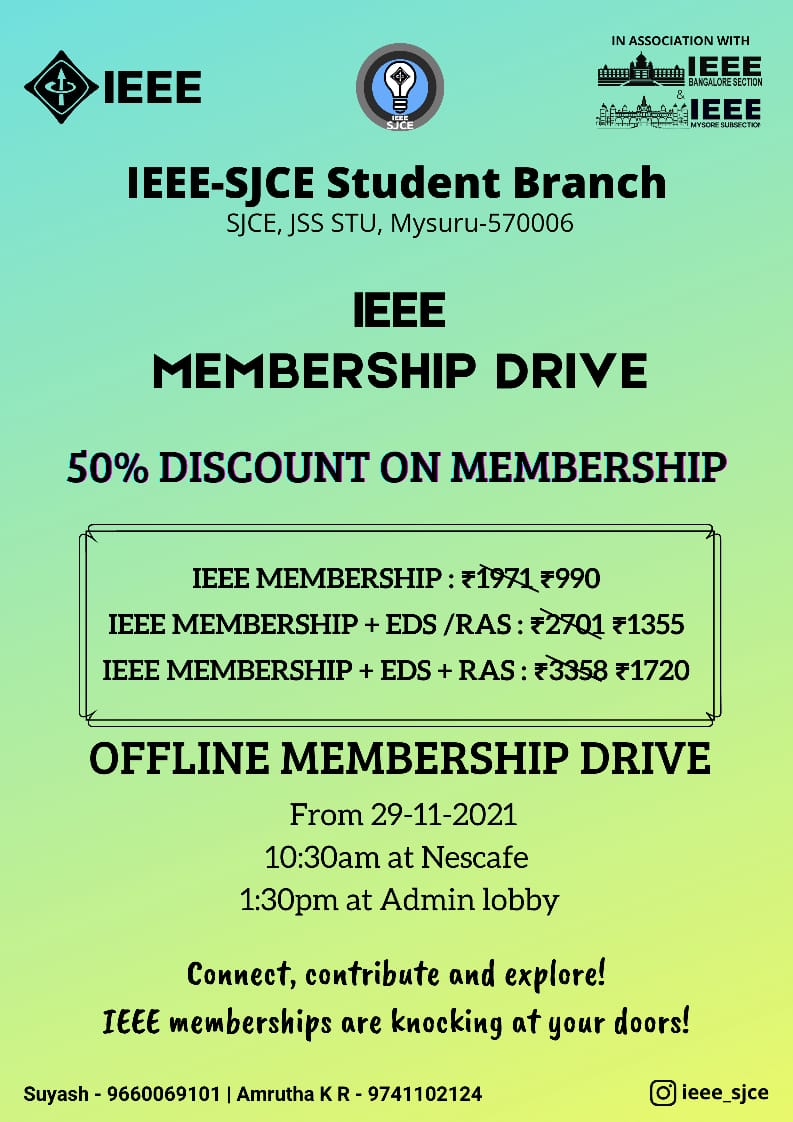 IEEE
IEEE
SJCE
IN ASSOCIATION WITH
IEEE
BANGALORE SECTION
&
IEEE
MYSORE SUBSECTION
IEEE-SJCE Student Branch
SJCE, JSS STU, Mysuru-570006
IEEE
MEMBERSHIP DRIVE
50% DISCOUNT ON MEMBERSHIP
IEEE MEMBERSHIP : ₹1971 ₹990
IEEE MEMBERSHIP + EDS /RAS : ₹2701 ₹1355
IEEE MEMBERSHIP + EDS + RAS : ₹3358 ₹1720
OFFLINE MEMBERSHIP DRIVE
From 29-11-2021
10:30am at Nescafe
1:30pm at Admin lobby
Connect, contribute and explore!
IEEE memberships are knocking at your doors!
Suyash - 9660069101 | Amrutha K R - 9741102124
ieee_sjce